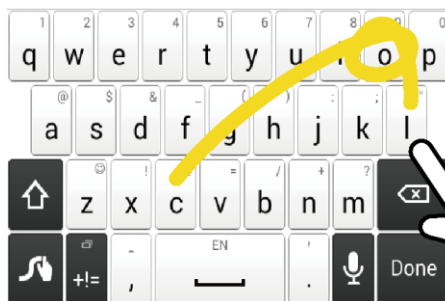 1 2 3 4 5 6 7 8 9 0
q w e r t y u i o p
@ $ & _ ( ) : ; "
a s d f g h j k l
! = / + ?
z x c v b n m
EN '
+!= - , . Done